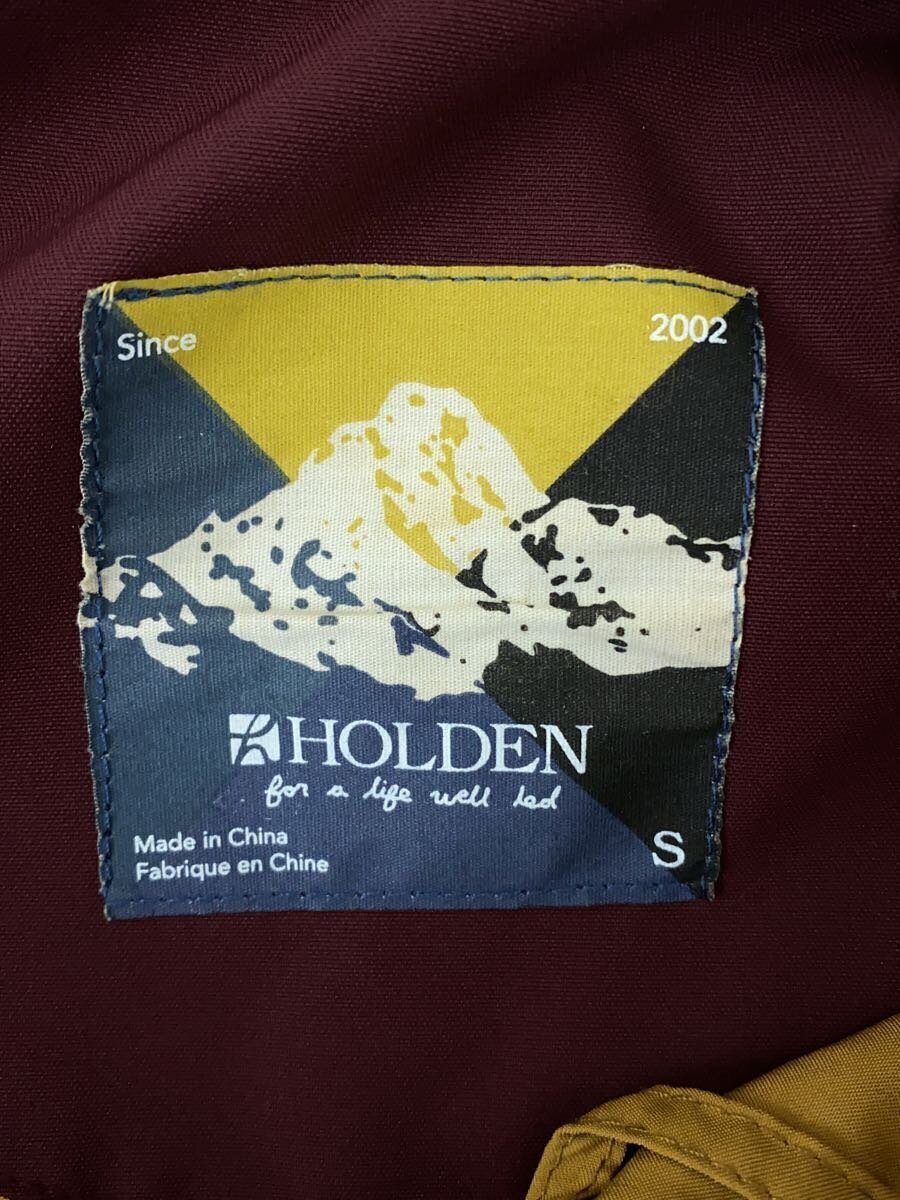 Since
2002
HOLDEN
for a life well led
Made in China
Fabrique en Chine
S